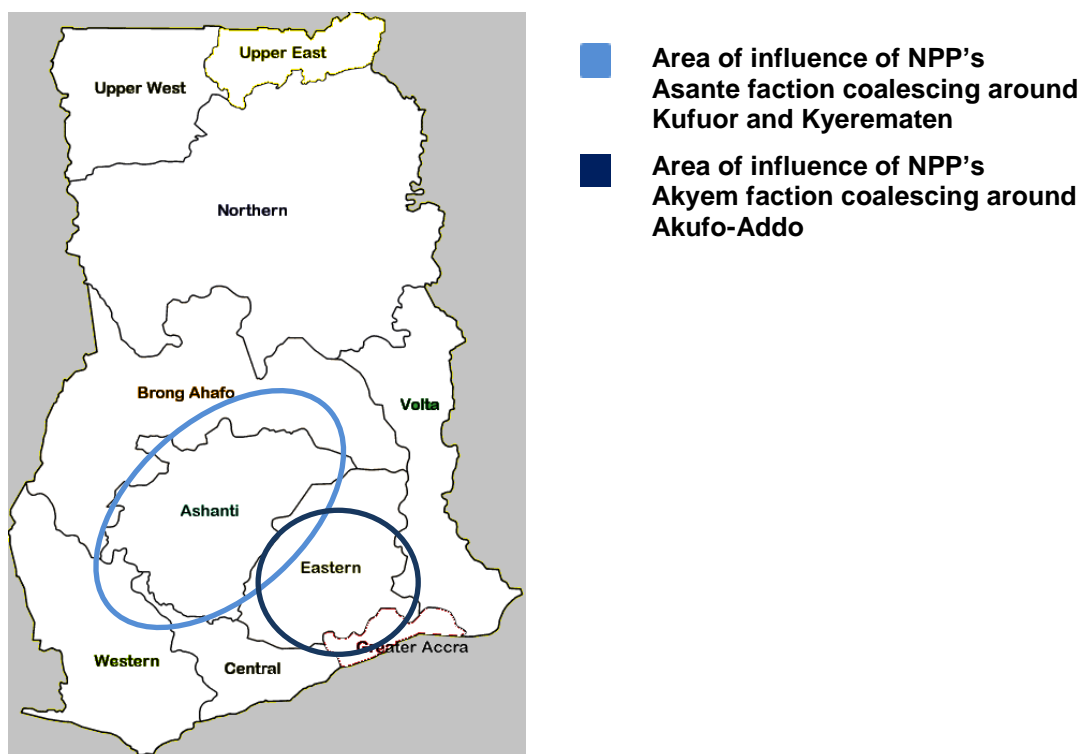 Upper East
Upper West
Northern
Brong Ahafo
Volta
Ashanti
Eastern
Greater Accra
Western
Central
Area of influence of NPP's
Asante faction coalescing around
Kufuor and Kyerematen
Area of influence of NPP's
Akyem faction coalescing around
Akufo-Addo